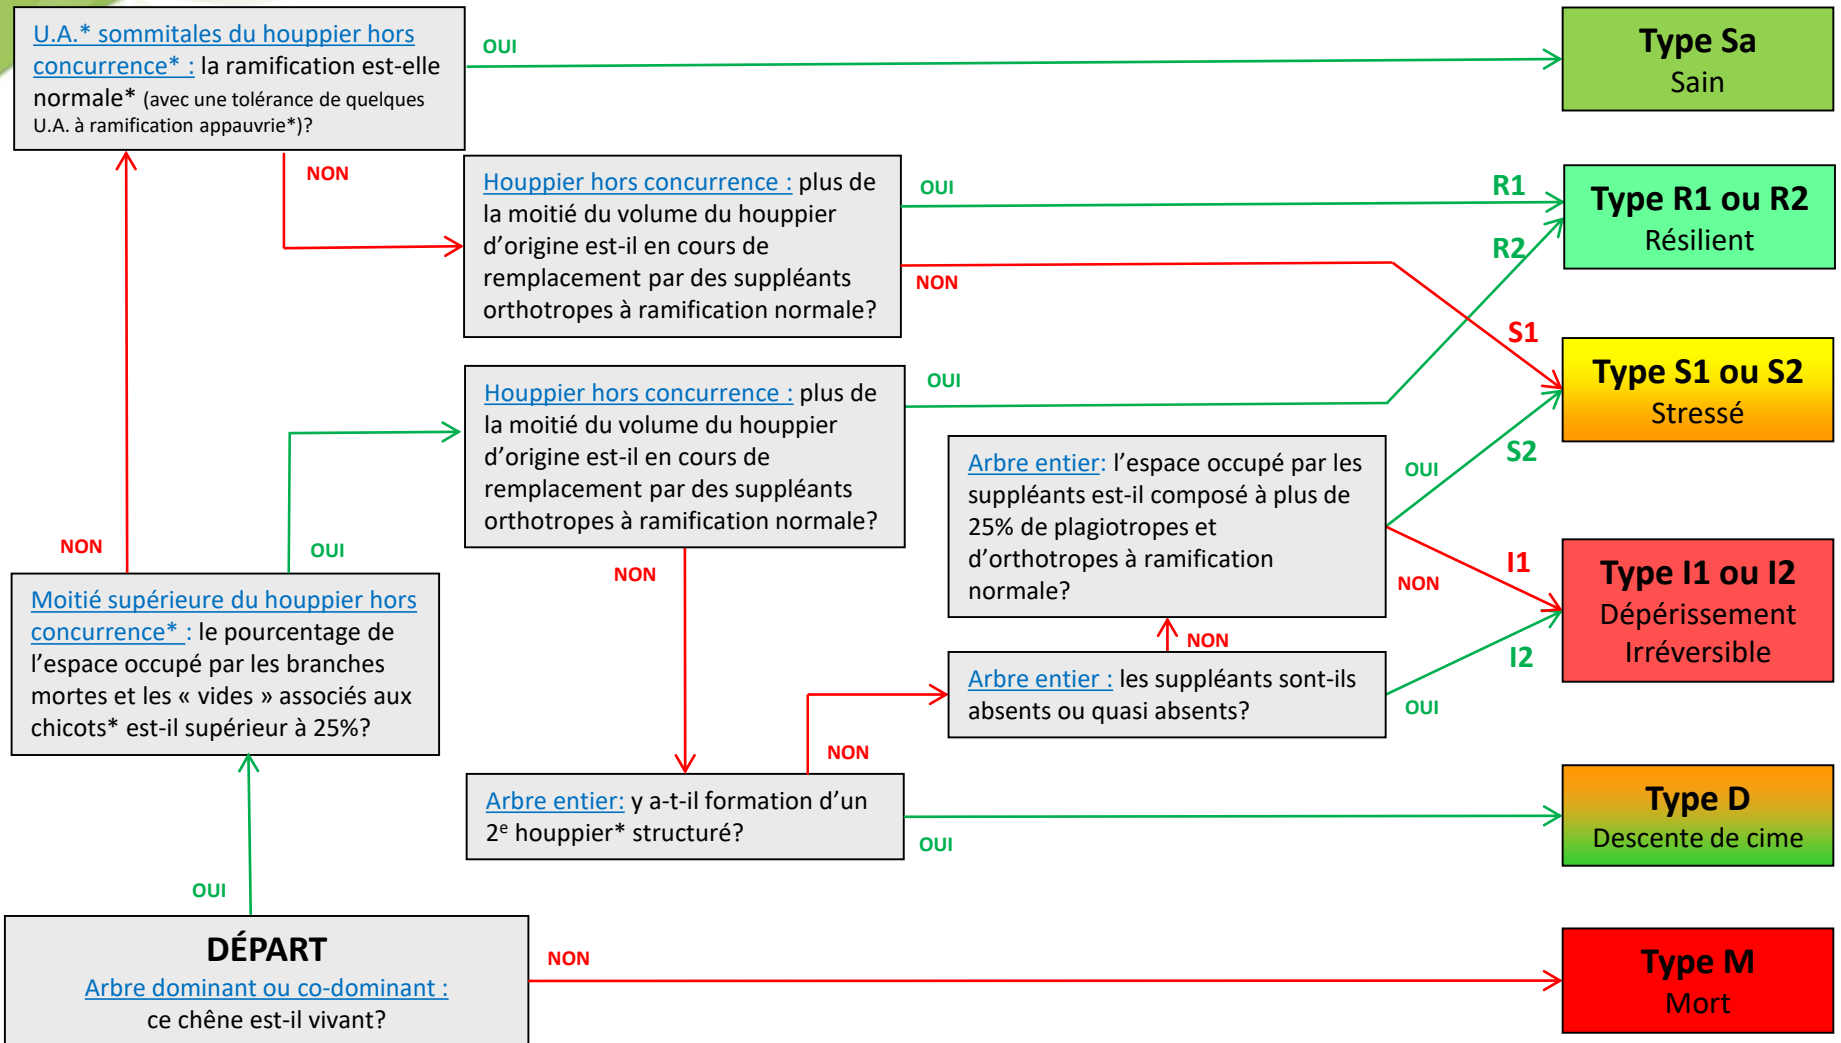 U.A.* sommitales du houppier hors
concurrence* : la ramification est-elle
normale* (avec une tolérance de quelques
U.A. à ramification appauvrie*)?
OUI
Type Sa
Sain
NON
Houppier hors concurrence : plus de
la moitié du volume du houppier
d'origine est-il en cours de
remplacement par des suppléants
orthotropes à ramification normale?
OUI
R1
R2
Type R1 ou R2
Résilient
NON
S1
Houppier hors concurrence : plus de
la moitié du volume du houppier
d'origine est-il en cours de
remplacement par des suppléants
orthotropes à ramification normale?
OUI
Type S1 ou S2
Stressé
S2
Arbre entier: l'espace occupé par les
suppléants est-il composé à plus de
25% de plagiotropes et
d'orthotropes à ramification
normale?
OUI
NON
I1
I2
Type I1 ou I2
Dépérissement
Irréversible
NON
OUI
NON
Moitié supérieure du houppier hors
concurrence* : le pourcentage de
l'espace occupé par les branches
mortes et les « vides » associés aux
chicots* est-il supérieur à 25%?
NON
Arbre entier : les suppléants sont-ils
absents ou quasi absents?
OUI
NON
Arbre entier: y a-t-il formation d'un
2e houppier* structuré?
OUI
Type D
Descente de cime
OUI
DÉPART
Arbre dominant ou co-dominant :
ce chêne est-il vivant?
NON
Type M
Mort